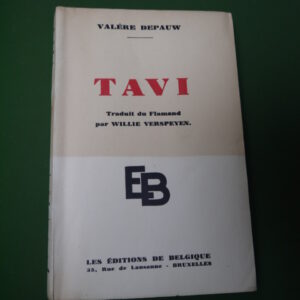 VALÈRE DEPAUW
TAVI
Traduit du Flamand
par WILLIE VERSPEYEN.
EB
LES ÉDITIONS DE BELGIQUE
35, Rue de Lausanne - BRUXELLES